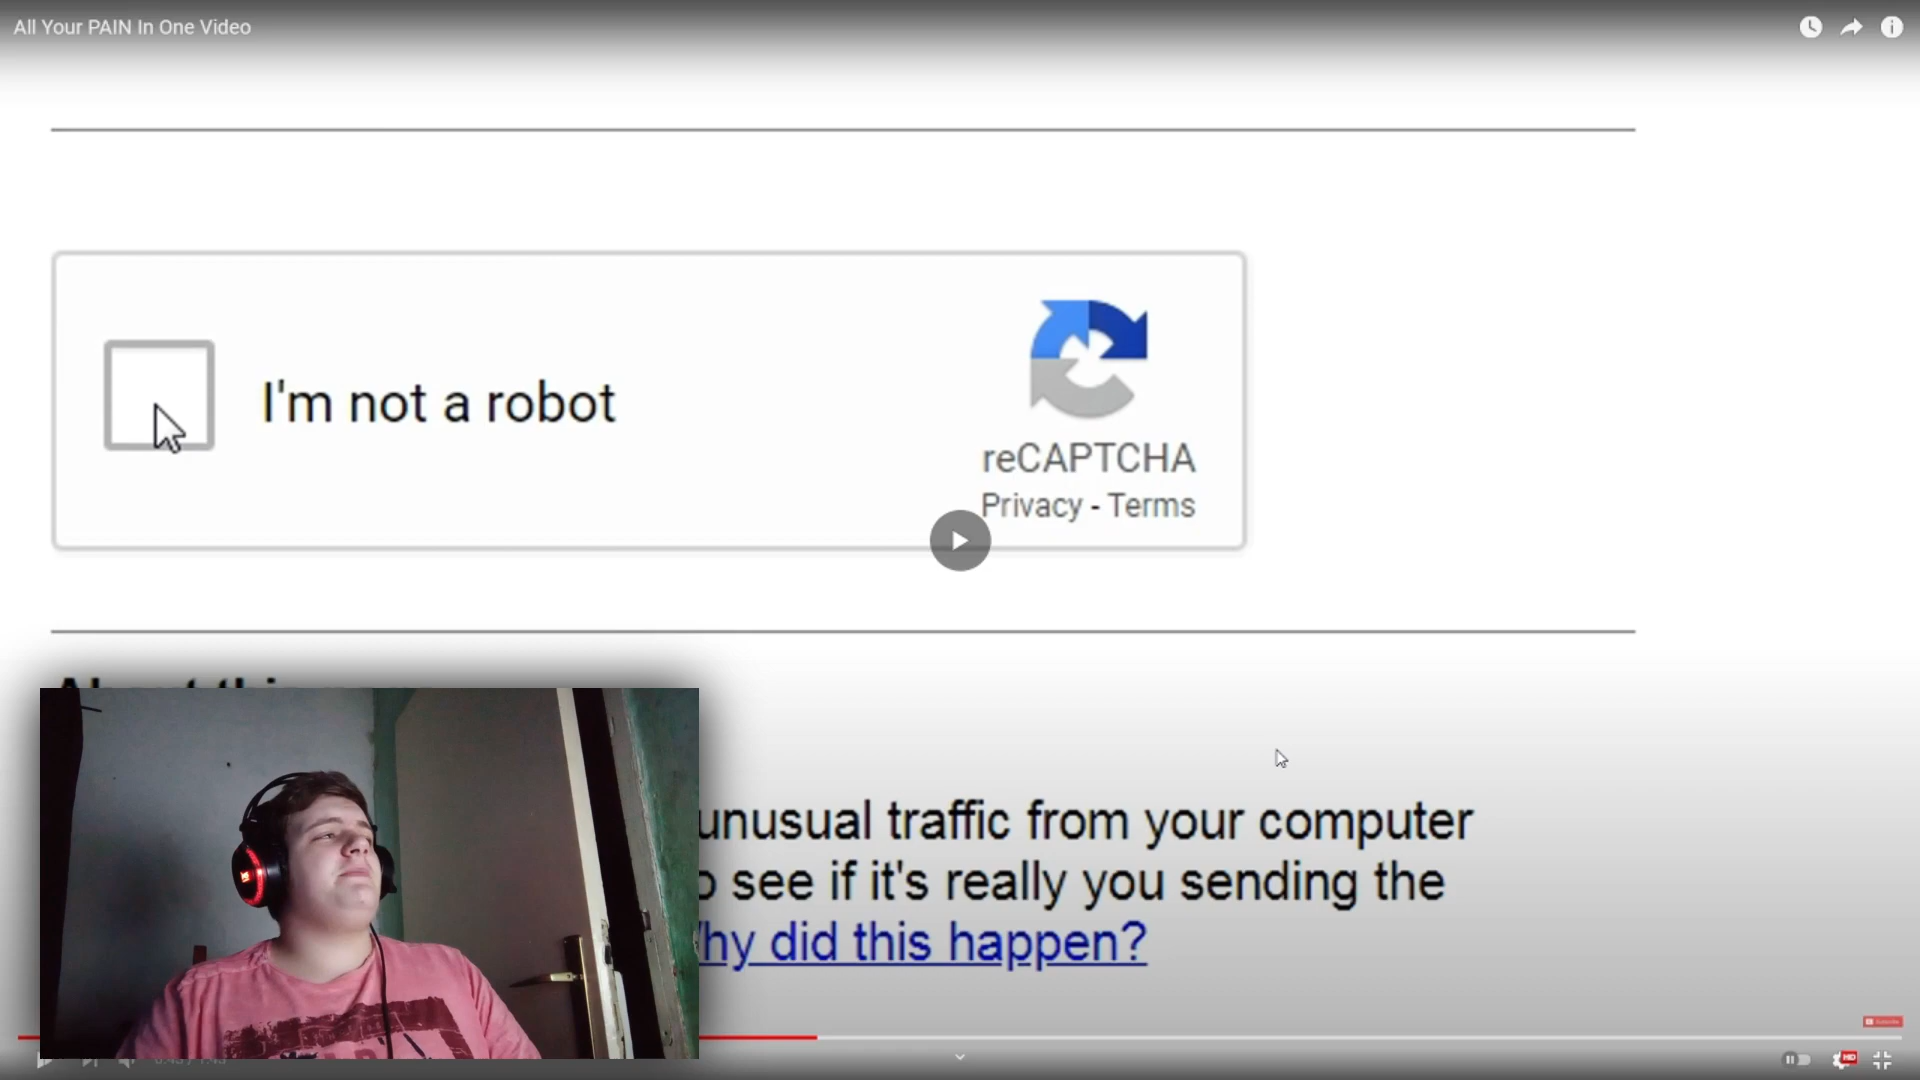 All Your PAIN In One Video
I'm not a robot
reCAPTCHA
Privacy - Terms
unusual traffic from your computer
see if it's really you sending the
did this happen?
HD